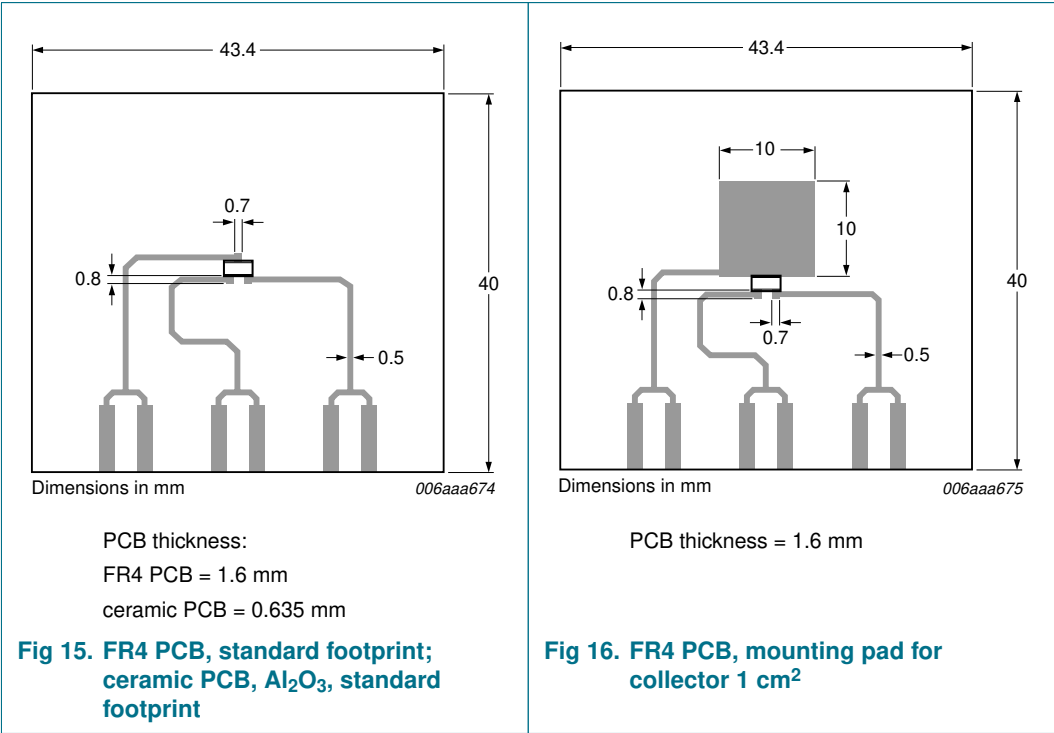 43.4
40
0.7
0.8
0.5
Dimensions in mm
006aaa674
PCB thickness:
FR4 PCB = 1.6 mm
ceramic PCB = 0.635 mm
Fig 15. FR4 PCB, standard footprint;
ceramic PCB, Al2O3, standard
footprint
43.4
10
10
40
0.8
0.7
0.5
Dimensions in mm
006aaa675
PCB thickness = 1.6 mm
Fig 16. FR4 PCB, mounting pad for
collector 1 cm²